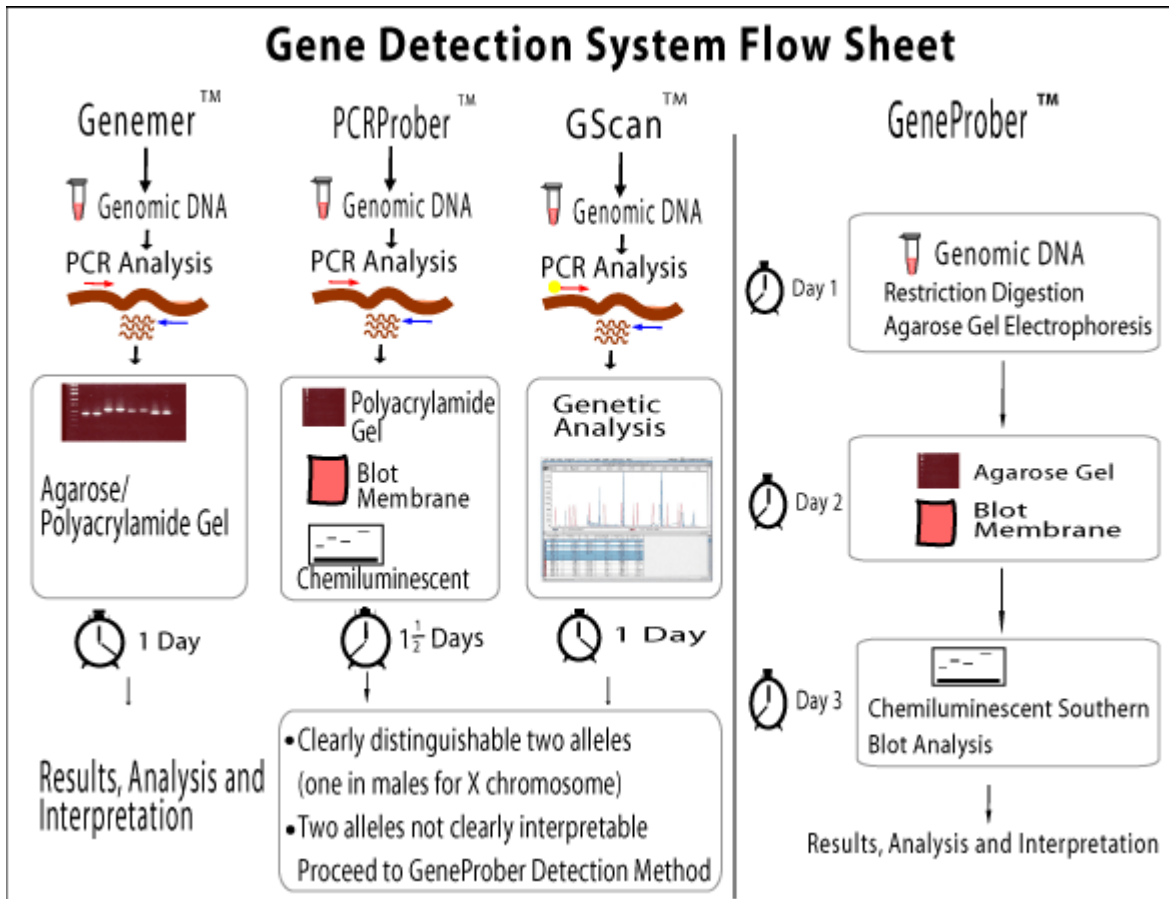 Gene Detection System Flow Sheet
Genemer™
Genomic DNA
PCR Analysis
Agarose/
Polyacrylamide Gel
1 Day
Results, Analysis and
Interpretation
PCRProber™
Genomic DNA
PCR Analysis
Polyacrylamide
Gel
Blot
Membrane
Chemiluminescent
1 1/2 Days
GScan™
Genomic DNA
PCR Analysis
Genetic
Analysis
1 Day
•Clearly distinguishable two alleles
(one in males for X chromosome)
•Two alleles not clearly interpretable
Proceed to GeneProber Detection Method
GeneProber™
Day 1
Genomic DNA
Restriction Digestion
Agarose Gel Electrophoresis
Day 2
Agarose Gel
Blot
Membrane
Day 3
Chemiluminescent Southern
Blot Analysis
Results, Analysis and Interpretation